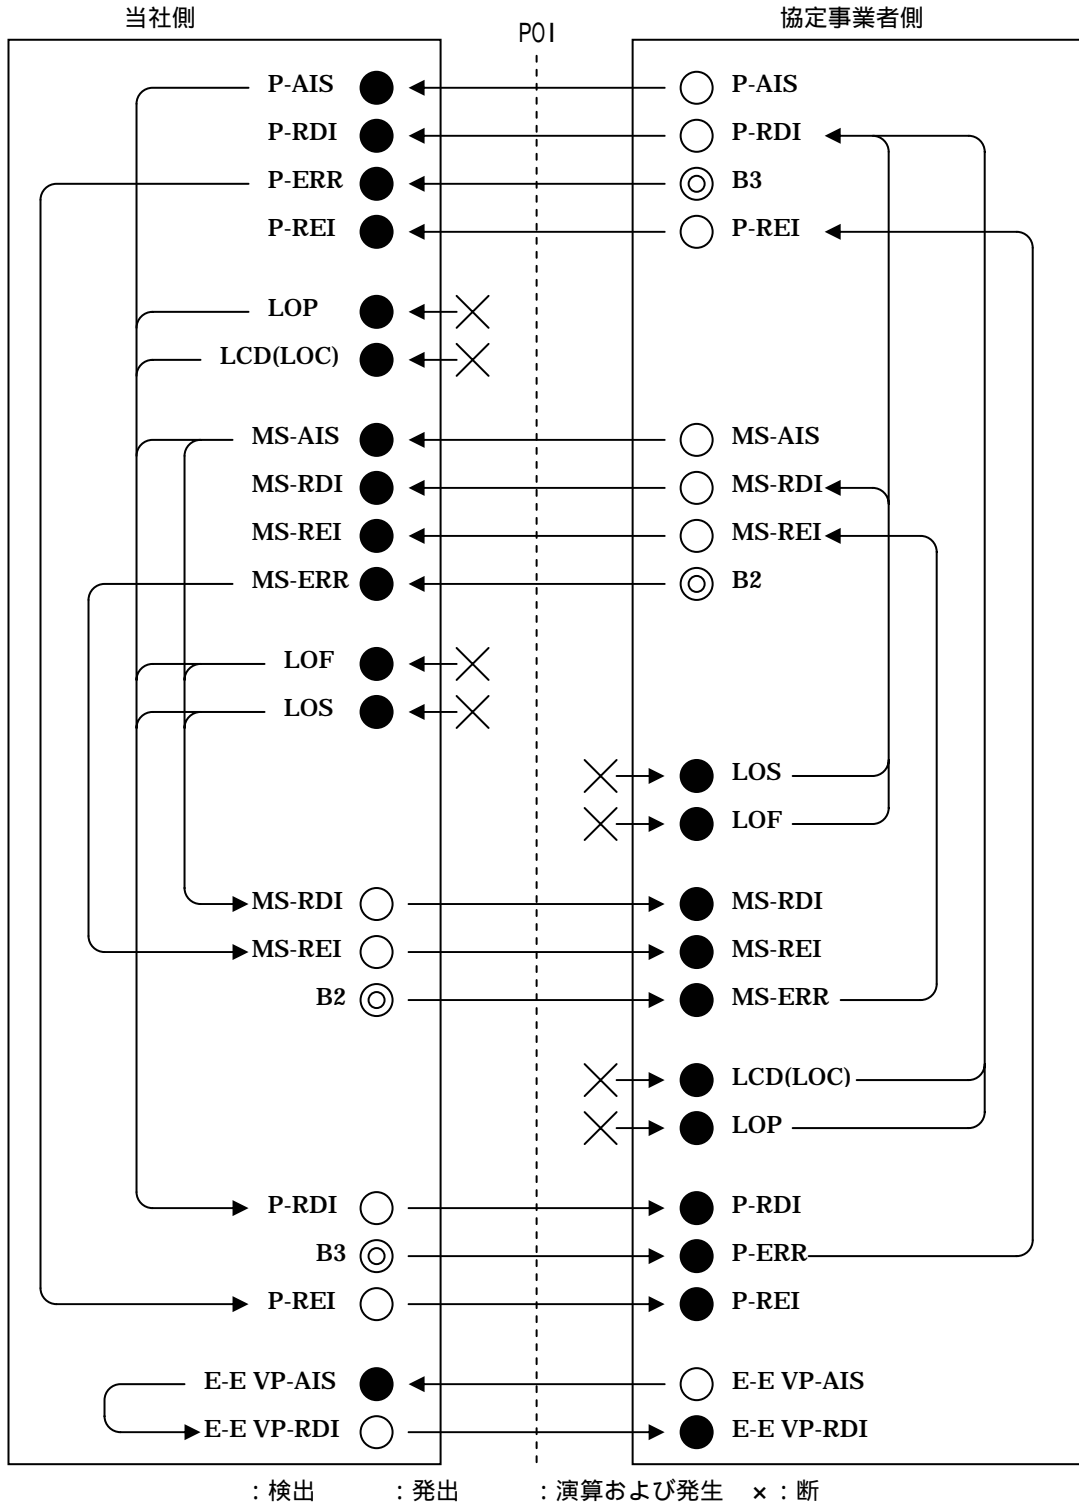 当社側 POI 協定事業者側
P-AIS P-AIS
P-RDI P-RDI
P-ERR B3
P-REI P-REI
LOP
LCD(LOC)
MS-AIS MS-AIS
MS-RDI MS-RDI
MS-REI MS-REI
MS-ERR B2
LOF
LOS
LOS
LOF
MS-RDI MS-RDI
MS-REI MS-REI
B2 MS-ERR
LCD(LOC)
LOP
P-RDI P-RDI
B3 P-ERR
P-REI P-REI
E-E VP-AIS E-E VP-AIS
E-E VP-RDI E-E VP-RDI
：検出 ：発出 ：演算および発生 ×：断